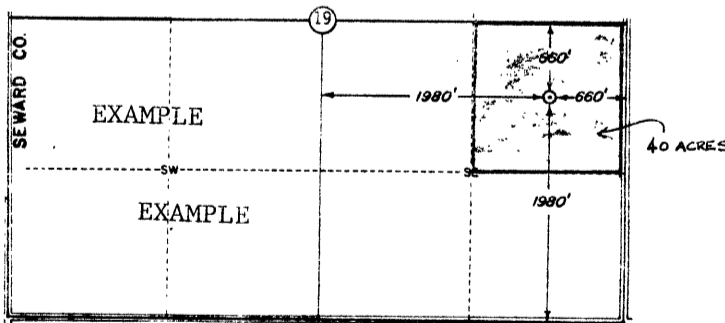 19
SEWARD CO.
660'
1980'
660'
EXAMPLE
40 ACRES
SW
SE
1980'
EXAMPLE